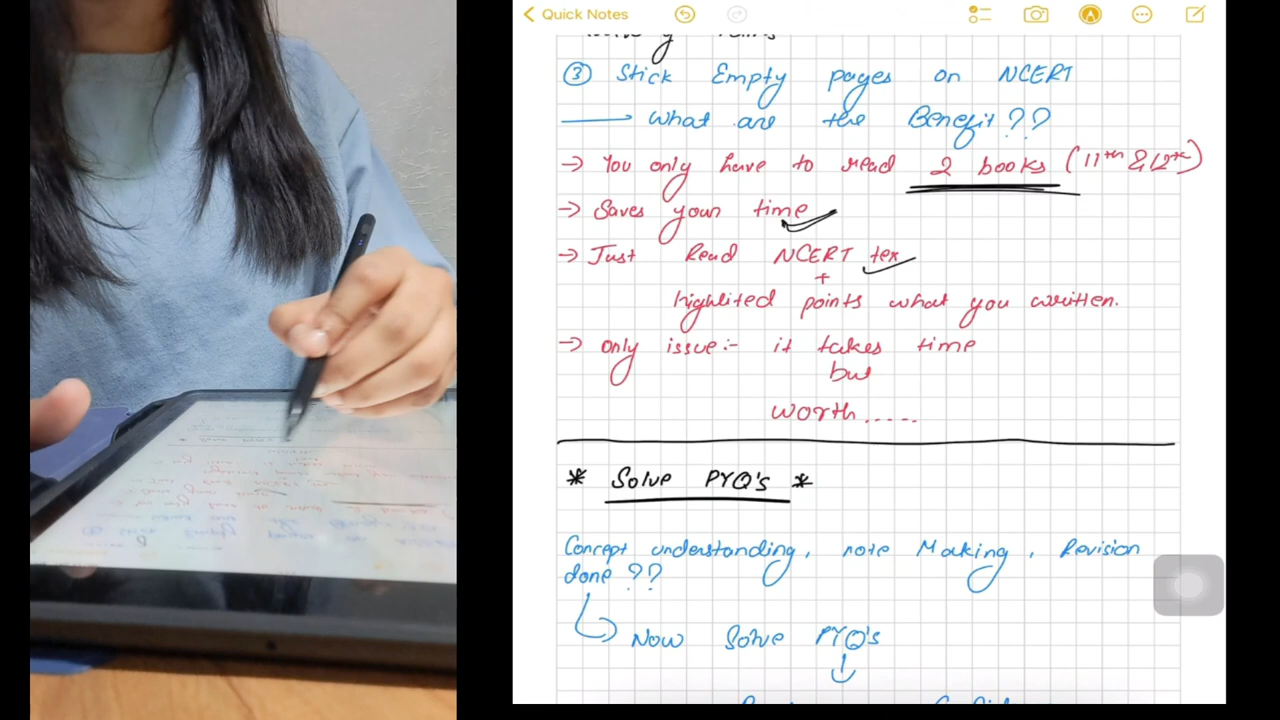 Quick Notes
③ Stick Empty pages on NCERT
What are the Benefit??
→ You only have to read 2 books (11th & 12th)
→ Saves your time
→ Just Read NCERT tex
+
highlited points what you written.
→ only issue:- it takes time
but
worth.....
* Solve PYQ's *
Concept understanding, note Making, Revision
done ??
Now Solve PYQ's